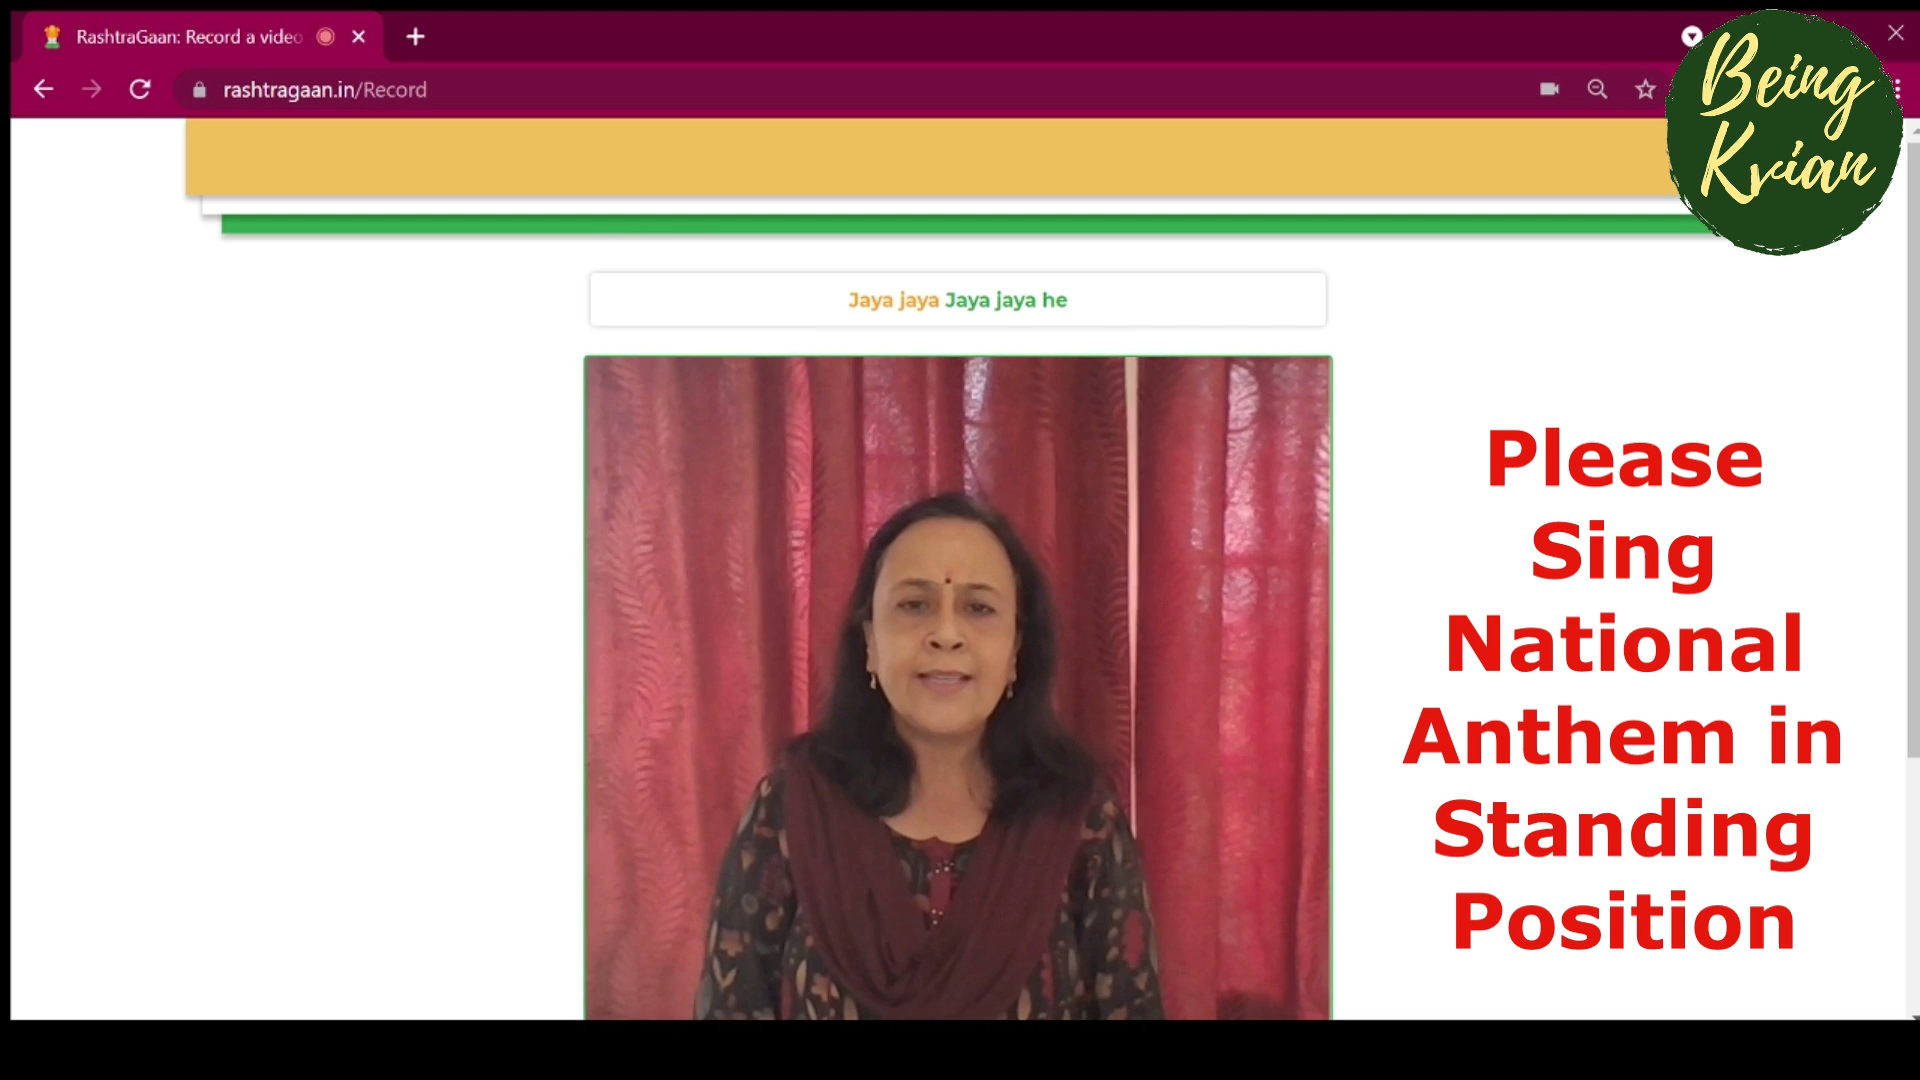 RashtraGaan: Record a video
rashtragaan.in/Record
Being
Kvian
Jaya jaya Jaya jaya he
Please
Sing
National
Anthem in
Standing
Position